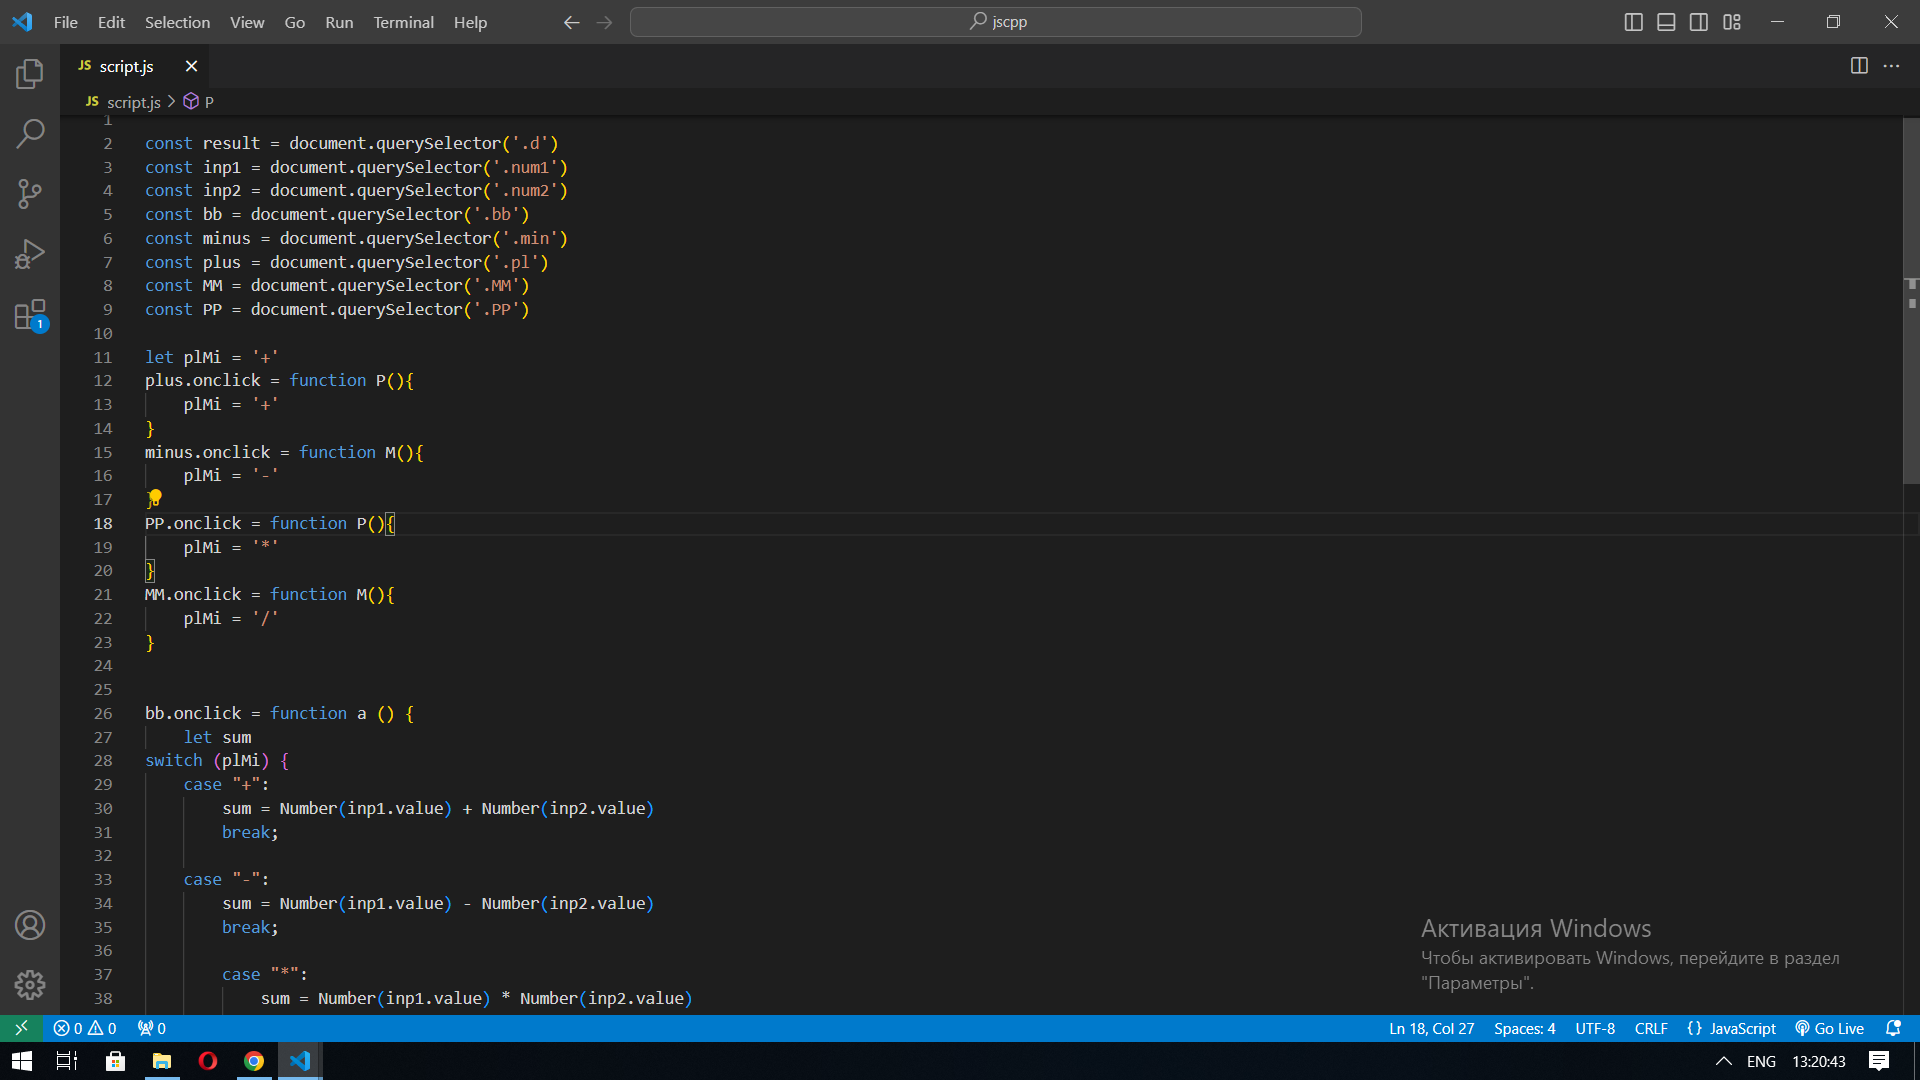 File Edit Selection View Go Run Terminal Help jscpp
JS script.js
JS script.js > P
1
2 const result = document.querySelector('.d')
3 const inp1 = document.querySelector('.num1')
4 const inp2 = document.querySelector('.num2')
5 const bb = document.querySelector('.bb')
6 const minus = document.querySelector('.min')
7 const plus = document.querySelector('.pl')
8 const MM = document.querySelector('.MM')
9 const PP = document.querySelector('.PP')
10
11 let plMi = '+'
12 plus.onclick = function P(){
13     plMi = '+'
14 }
15 minus.onclick = function M(){
16     plMi = '-'
17 }
18 PP.onclick = function P(){
19     plMi = '*'
20 }
21 MM.onclick = function M(){
22     plMi = '/'
23 }
24
25
26 bb.onclick = function a () {
27     let sum
28 switch (plMi) {
29     case "+":
30         sum = Number(inp1.value) + Number(inp2.value)
31         break;
32
33     case "-":
34         sum = Number(inp1.value) - Number(inp2.value)
35         break;
36
37         case "*":
38             sum = Number(inp1.value) * Number(inp2.value)
Активация Windows
Чтобы активировать Windows, перейдите в раздел
"Параметры".
1
0 0 0 Ln 18, Col 27 Spaces: 4 UTF-8 CRLF {} JavaScript Go Live
ENG 13:20:43